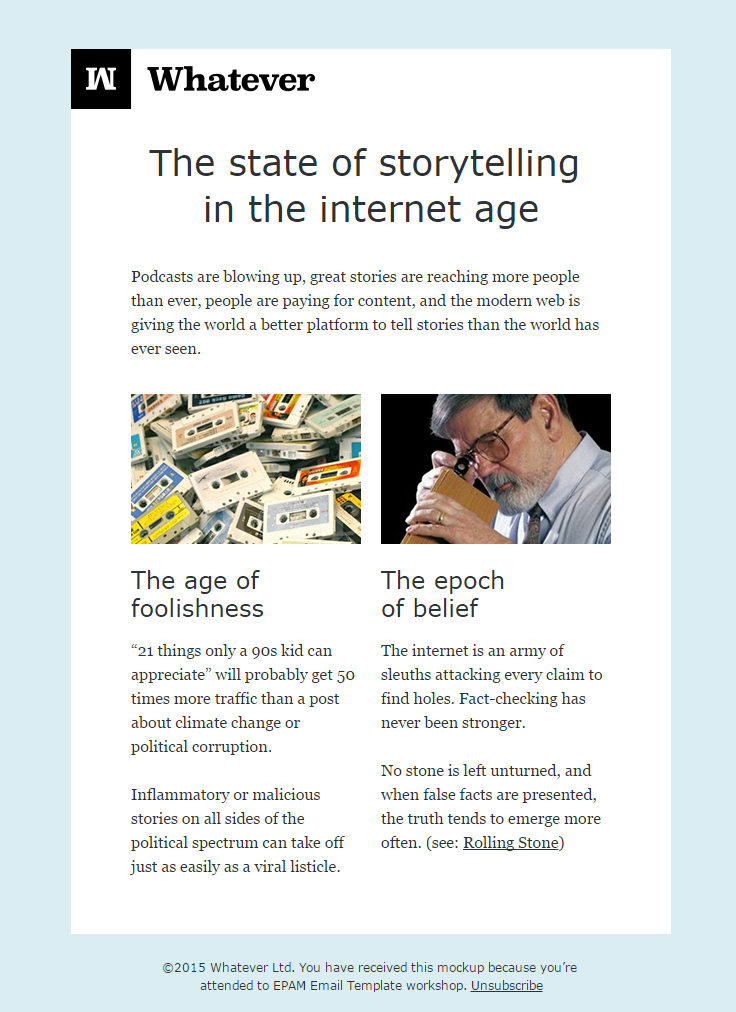 W Whatever
The state of storytelling
in the internet age
Podcasts are blowing up, great stories are reaching more people
than ever, people are paying for content, and the modern web is
giving the world a better platform to tell stories than the world has
ever seen.
The age of
foolishness
“21 things only a 90s kid can
appreciate” will probably get 50
times more traffic than a post
about climate change or
political corruption.
Inflammatory or malicious
stories on all sides of the
political spectrum can take off
just as easily as a viral listicle.
The epoch
of belief
The internet is an army of
sleuths attacking every claim to
find holes. Fact-checking has
never been stronger.
No stone is left unturned, and
when false facts are presented,
the truth tends to emerge more
often. (see: Rolling Stone)
©2015 Whatever Ltd. You have received this mockup because you’re
attended to EPAM Email Template workshop. Unsubscribe